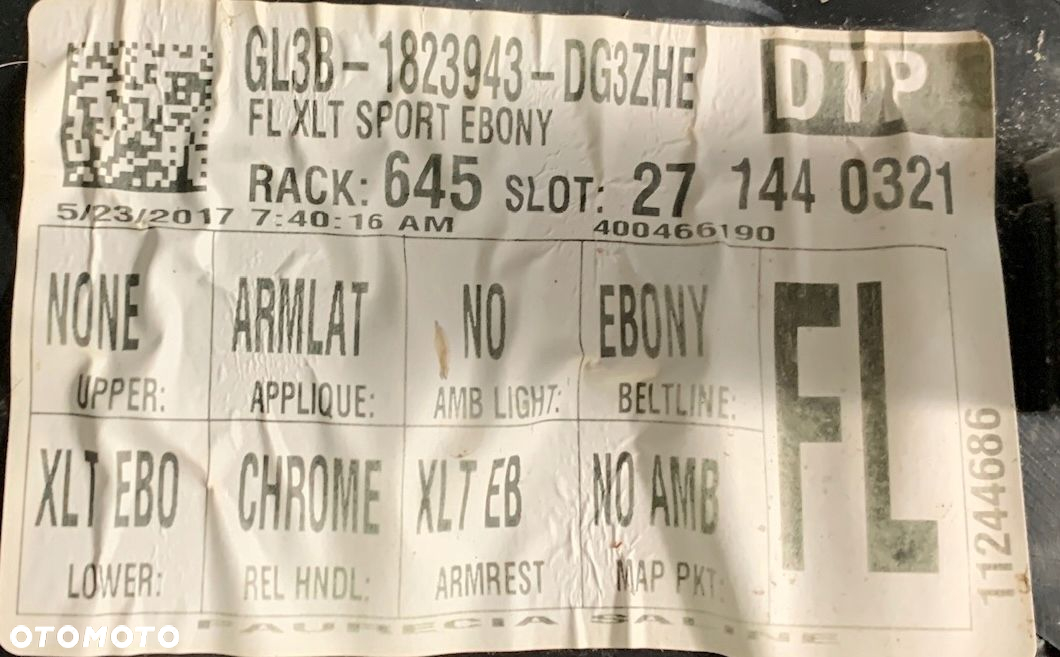 GL3B-1823943-DG3ZHE
DTP
FL XLT SPORT EBONY
RACK: 645 SLOT: 27 144 0321
5/23/2017 7:40:16 AM
400466190
NONE ARMLAT NO EBONY
UPPER: APPLIQUE: AMB LIGHT: BELTLINE:
FL
XLT EBO CHROME XLT EB NO AMB
LOWER: REL HNDL: ARMREST MAP PKT:
11244686
FAURECIA SALINE
OTOMOTO